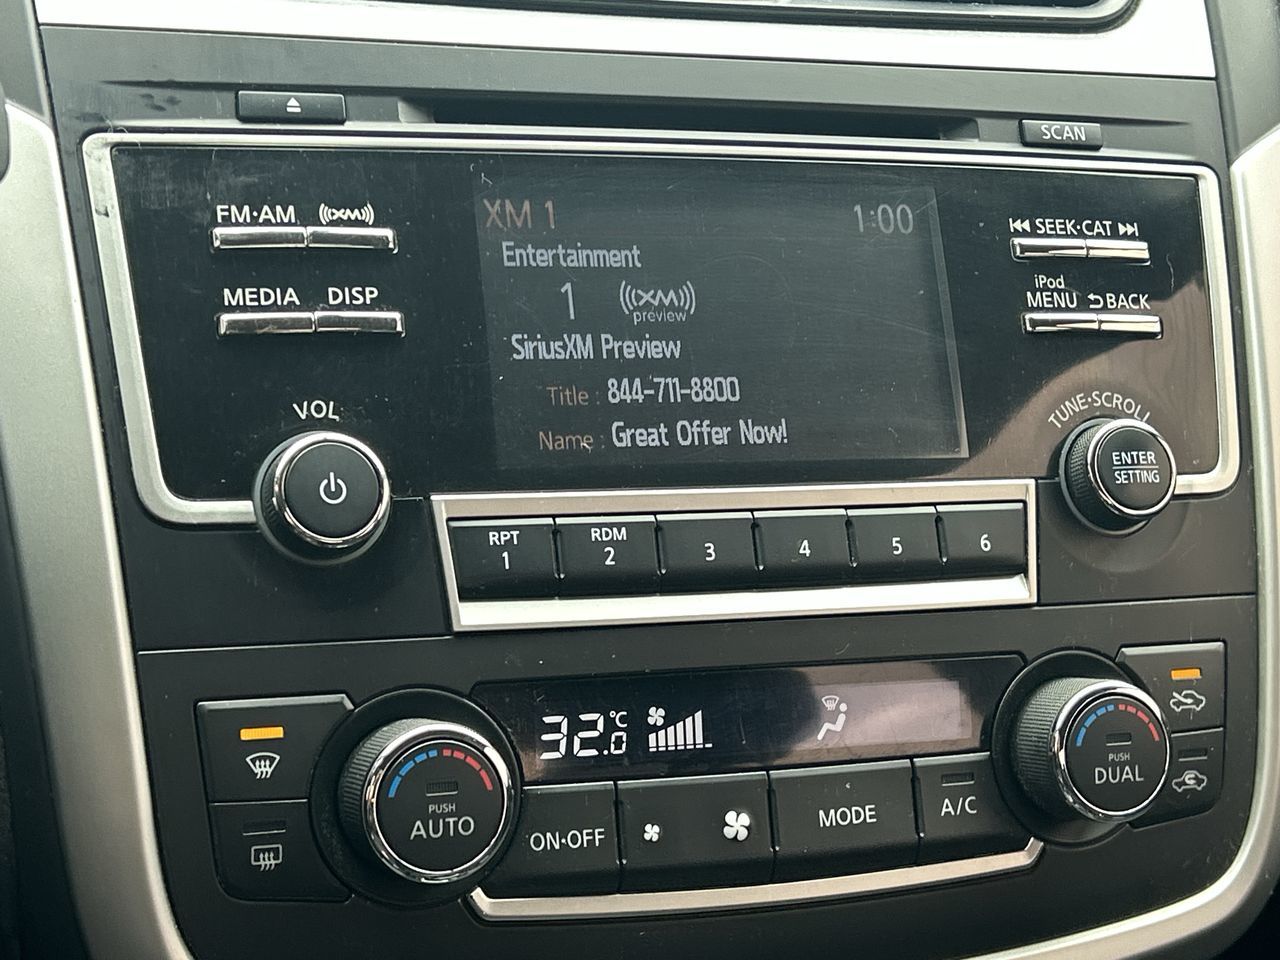 SCAN
FM·AM XM
MEDIA DISP
VOL
XM 1 1:00
Entertainment
1 XM
preview
SiriusXM Preview
Title : 844-711-8800
Name : Great Offer Now!
SEEK·CAT
iPod
MENU BACK
TUNE·SCROLL
ENTER
SETTING
RPT
1
RDM
2
3
4
5
6
32.0 °C
PUSH
AUTO
ON·OFF
MODE
A/C
PUSH
DUAL